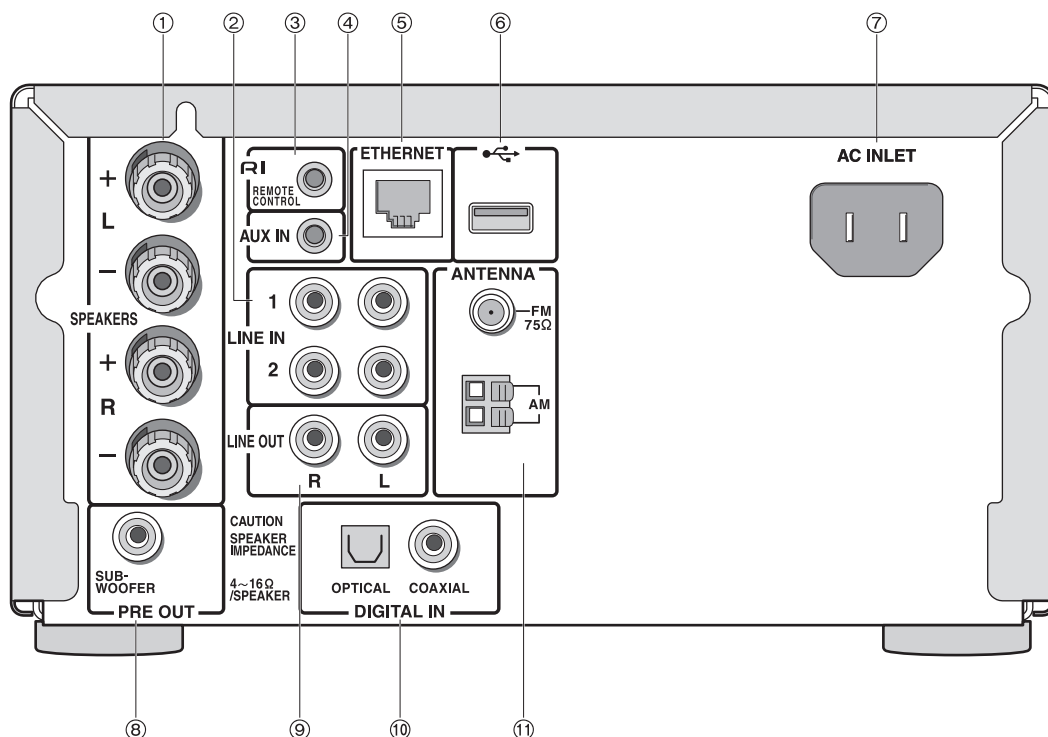 ① ② ③ ④ ⑤ ⑥ ⑦
ETHERNET
AC INLET
RI
REMOTE
CONTROL
AUX IN
+
L
−
SPEAKERS
+
R
−
1
LINE IN
2
LINE OUT
R L
ANTENNA
FM
75Ω
AM
SUB-
WOOFER
PRE OUT
CAUTION
SPEAKER
IMPEDANCE
4～16Ω
/SPEAKER
OPTICAL COAXIAL
DIGITAL IN
⑧ ⑨ ⑩ ⑪